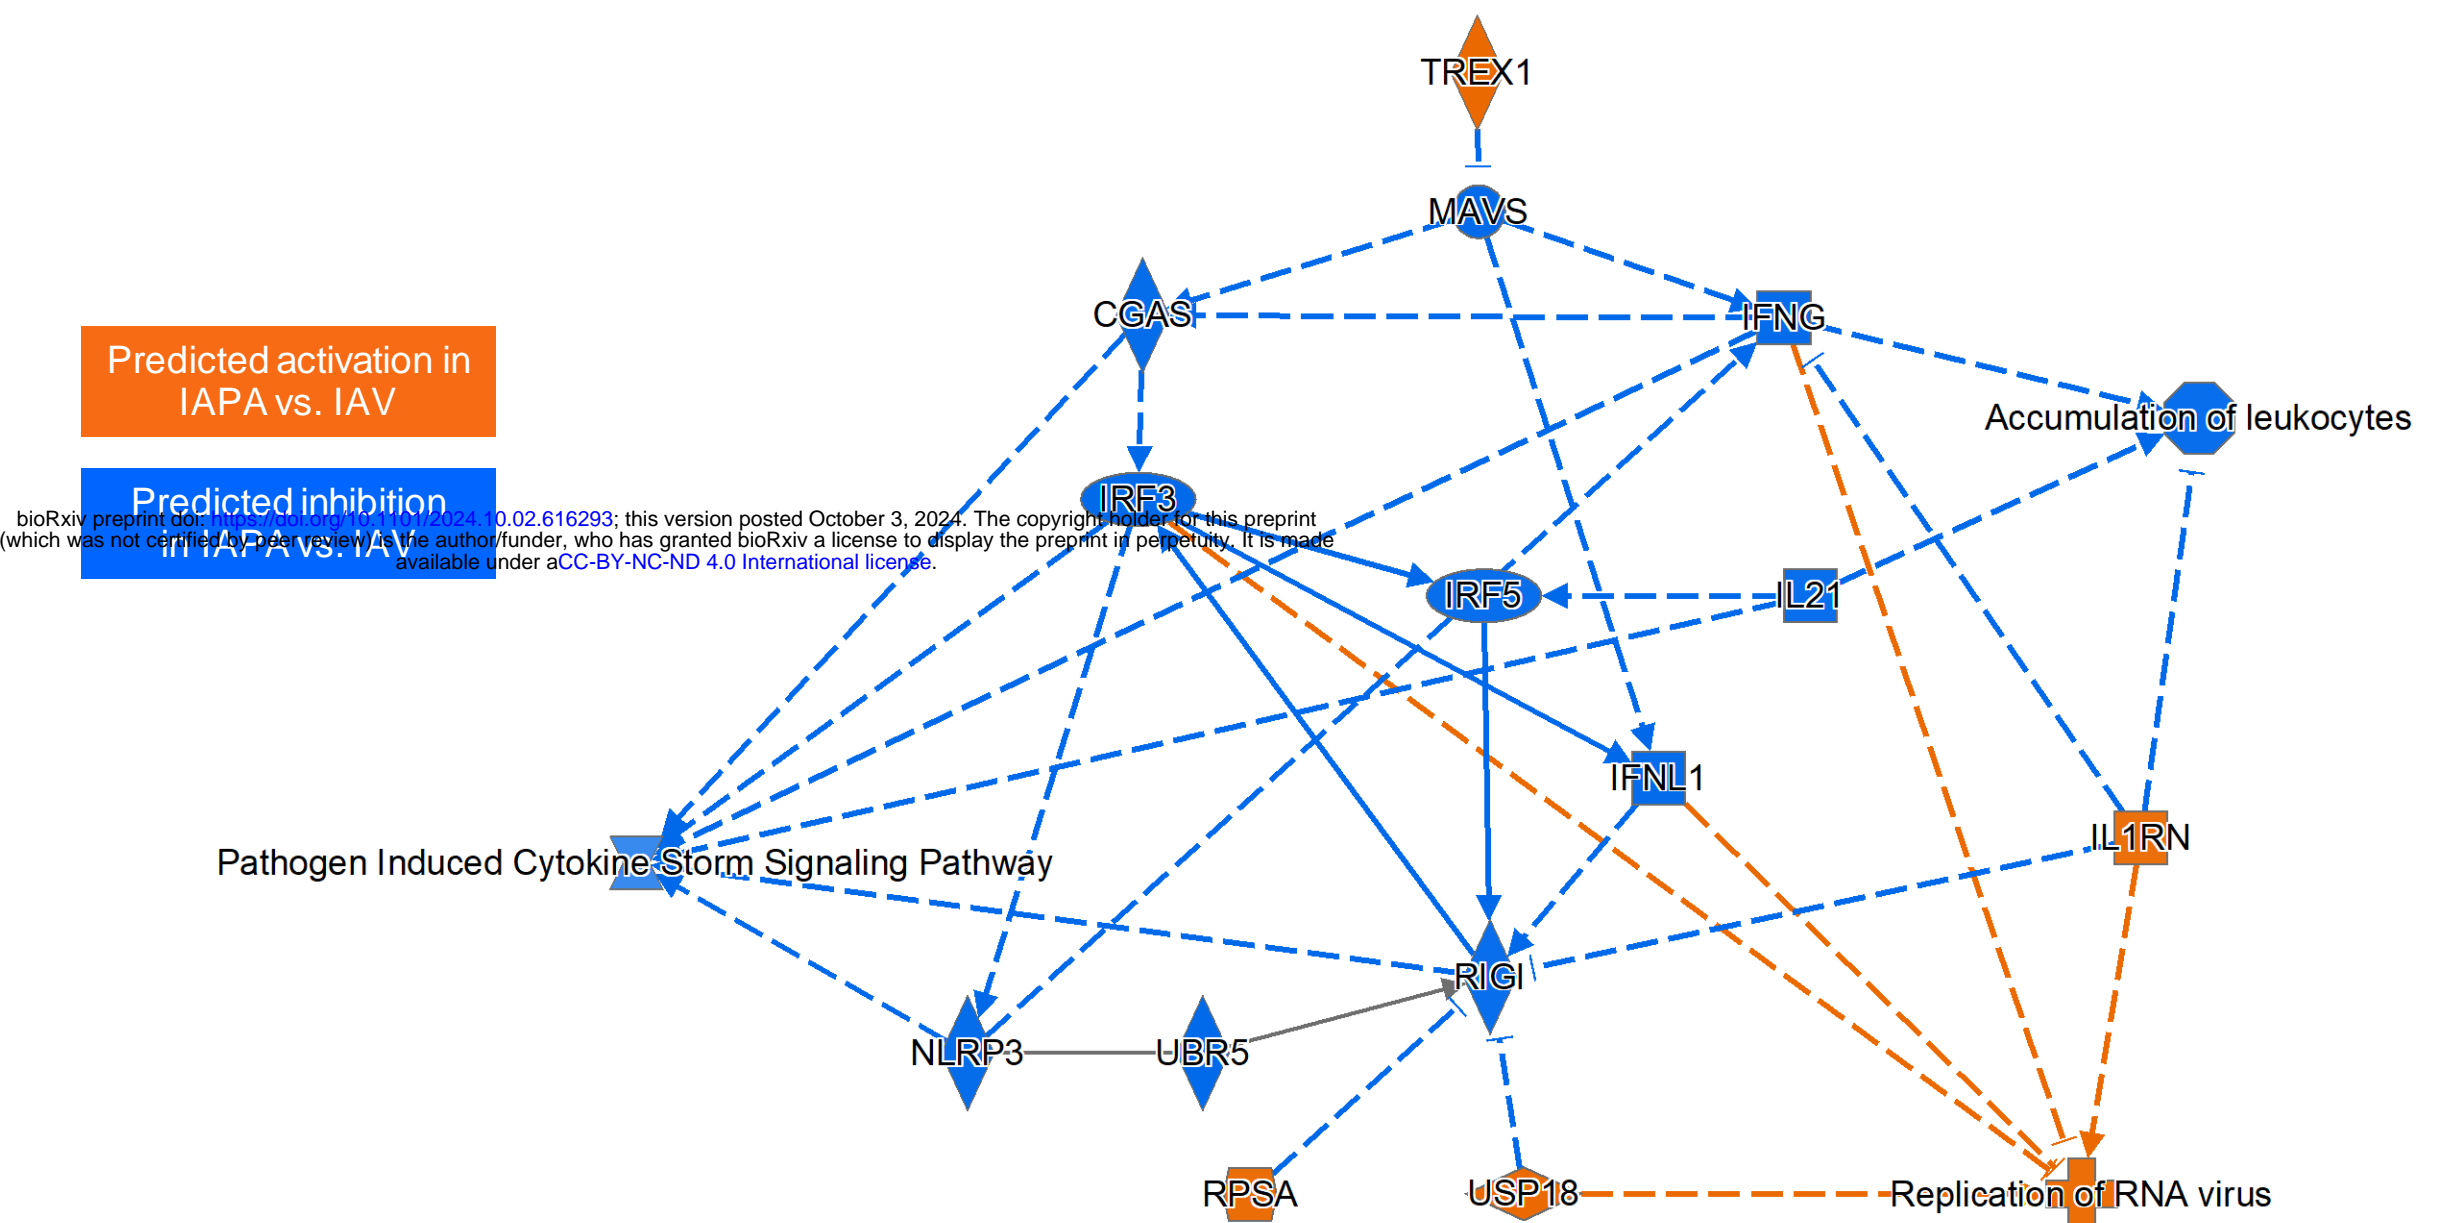 TREX1
MAVS
CGAS
IFNG
Predicted activation in
IAPA vs. IAV
Accumulation of leukocytes
Predicted inhibition
in IAPA vs. IAV
IRF3
bioRxiv preprint doi: https://doi.org/10.1101/2024.10.02.616293; this version posted October 3, 2024. The copyright holder for this preprint
(which was not certified by peer review) is the author/funder, who has granted bioRxiv a license to display the preprint in perpetuity. It is made
available under aCC-BY-NC-ND 4.0 International license.
IRF5
IL21
IFNL1
IL1RN
Pathogen Induced Cytokine Storm Signaling Pathway
RIGI
NLRP3
UBR5
RPSA
USP18
Replication of RNA virus